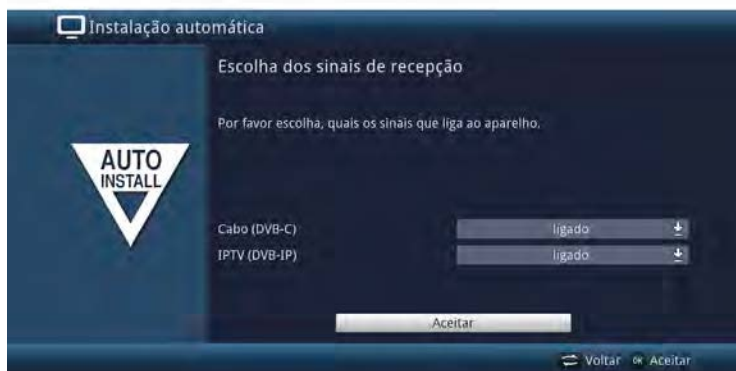 Instalação automática
Escolha dos sinais de recepção
Por favor escolha, quais os sinais que liga ao aparelho.
AUTO
INSTALL
Cabo (DVB-C) ligado
IPTV (DVB-IP) ligado
Aceitar
Voltar OK Aceitar